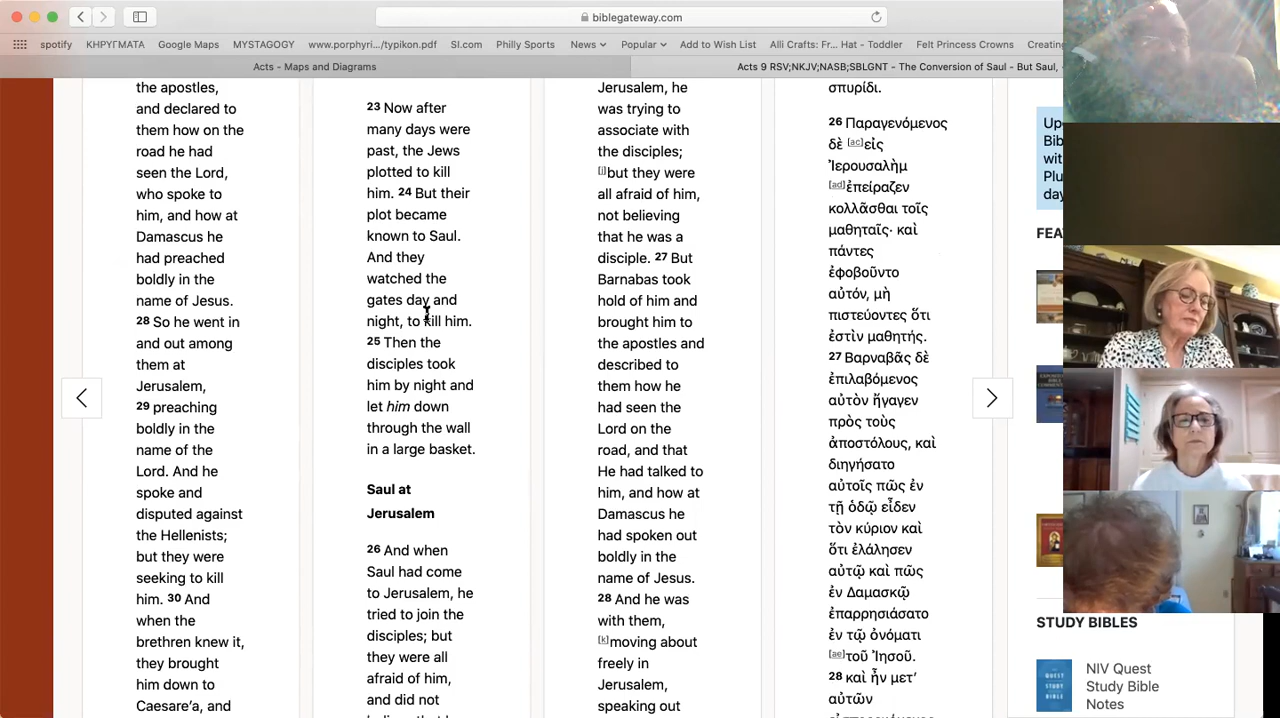 biblegateway.com
spotify
ΚΗΡΥΓΜΑΤΑ
Google Maps
MYSTAGOGY
www.porphyri.../typikon.pdf
SI.com
Philly Sports
News
Popular
Add to Wish List
Alli Crafts: Fr... Hat - Toddler
Felt Princess Crowns
Creating
Acts - Maps and Diagrams
Acts 9 RSV;NKJV;NASB;SBLGNT - The Conversion of Saul - But Saul,
the apostles,
and declared to
them how on the
road he had
seen the Lord,
who spoke to
him, and how at
Damascus he
had preached
boldly in the
name of Jesus.
28 So he went in
and out among
them at
Jerusalem,
29 preaching
boldly in the
name of the
Lord. And he
spoke and
disputed against
the Hellenists;
but they were
seeking to kill
him. 30 And
when the
brethren knew it,
they brought
him down to
Caesare'a, and
23 Now after
many days were
past, the Jews
plotted to kill
him. 24 But their
plot became
known to Saul.
And they
watched the
gates day and
night, to kill him.
25 Then the
disciples took
him by night and
let him down
through the wall
in a large basket.
Saul at
Jerusalem
26 And when
Saul had come
to Jerusalem, he
tried to join the
disciples; but
they were all
afraid of him,
and did not
Jerusalem, he
was trying to
associate with
the disciples;
[j]but they were
all afraid of him,
not believing
that he was a
disciple. 27 But
Barnabas took
hold of him and
brought him to
the apostles and
described to
them how he
had seen the
Lord on the
road, and that
He had talked to
him, and how at
Damascus he
had spoken out
boldly in the
name of Jesus.
28 And he was
with them,
[k]moving about
freely in
Jerusalem,
speaking out
σπυρίδι.
26 Παραγενόμενος
δὲ [ac]εἰς
Ἰερουσαλὴμ
[ad]ἐπείραζεν
κολλᾶσθαι τοῖς
μαθηταῖς· καὶ
πάντες
ἐφοβοῦντο
αὐτόν, μὴ
πιστεύοντες ὅτι
ἐστὶν μαθητής.
27 Βαρναβᾶς δὲ
ἐπιλαβόμενος
αὐτὸν ἤγαγεν
πρὸς τοὺς
ἀποστόλους, καὶ
διηγήσατο
αὐτοῖς πῶς ἐν
τῇ ὁδῷ εἶδεν
τὸν κύριον καὶ
ὅτι ἐλάλησεν
αὐτῷ καὶ πῶς
ἐν Δαμασκῷ
ἐπαρρησιάσατο
ἐν τῷ ὀνόματι
[ae]τοῦ Ἰησοῦ.
28 καὶ ἦν μετ’
αὐτῶν
Up
Bib
wit
Plu
day
FEA
STUDY BIBLES
NIV Quest
Study Bible
Notes